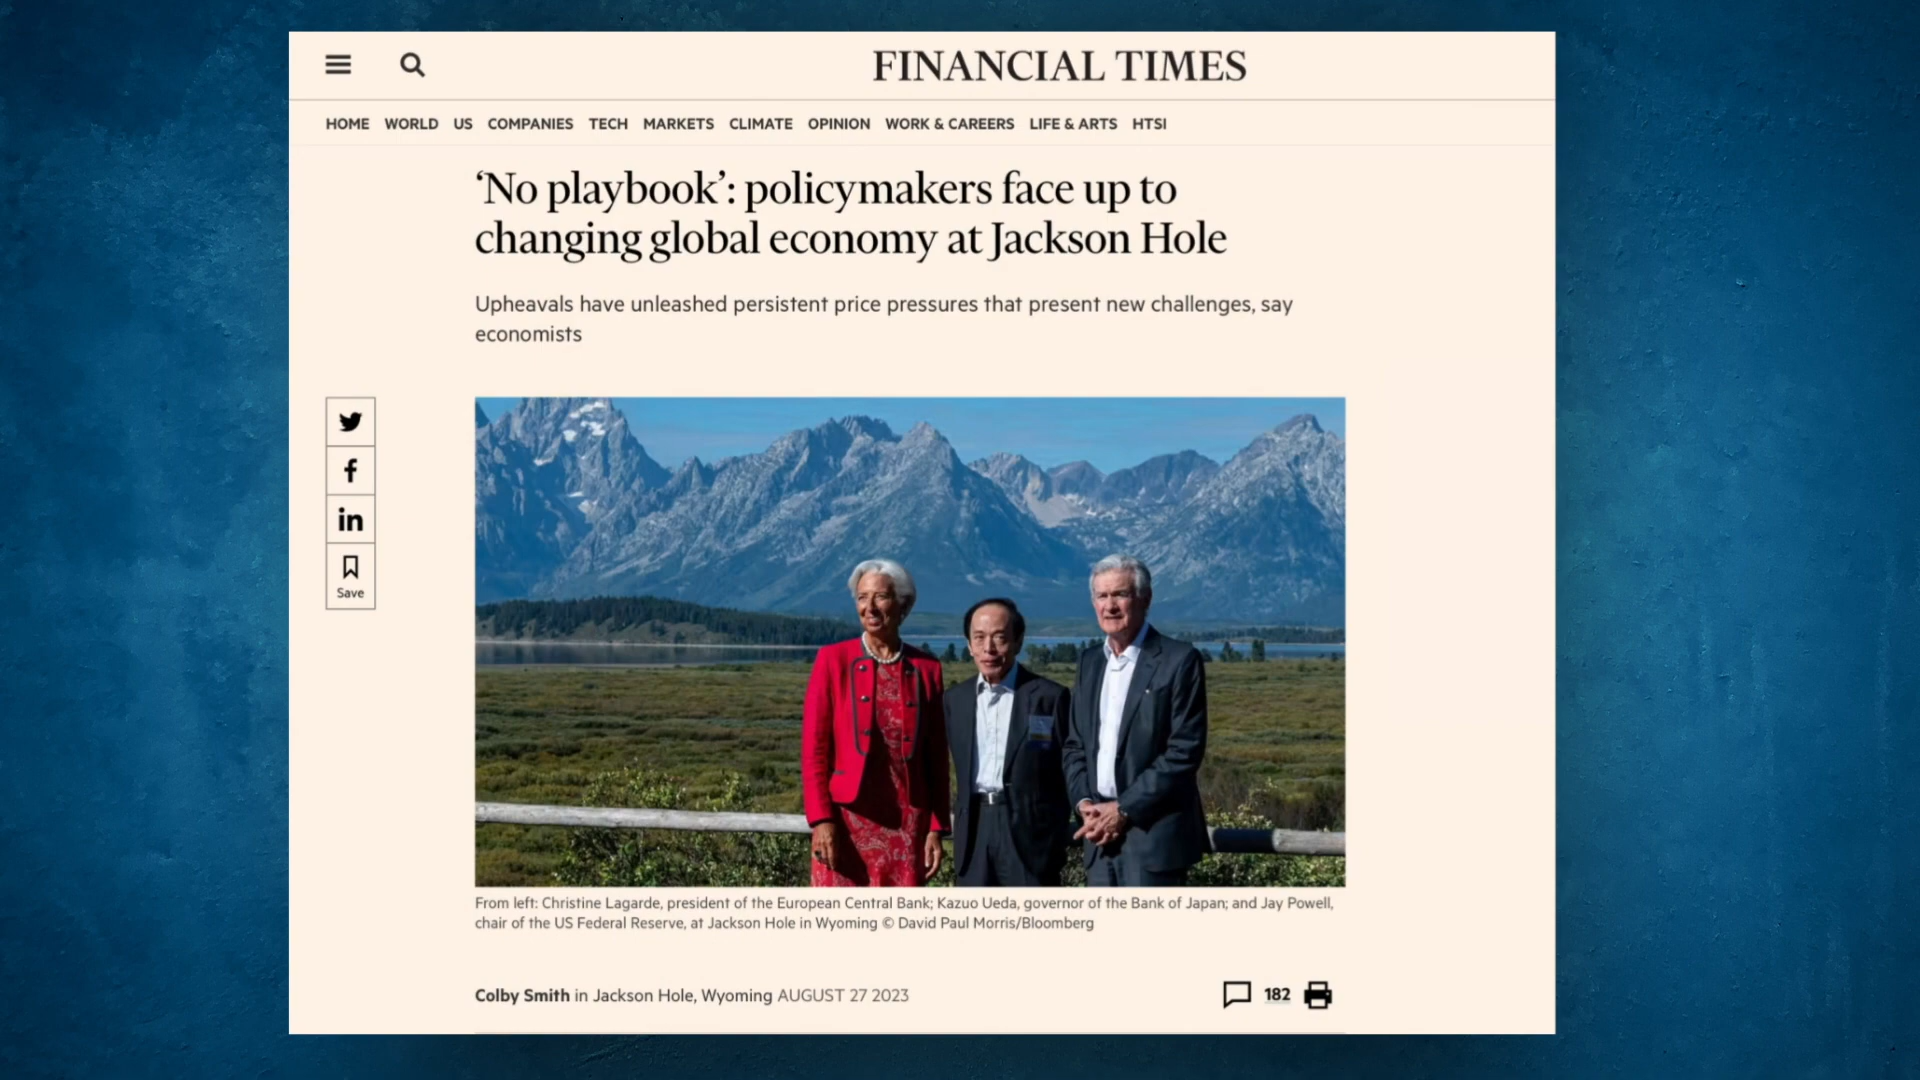 FINANCIAL TIMES
HOME WORLD US COMPANIES TECH MARKETS CLIMATE OPINION WORK & CAREERS LIFE & ARTS HTSI
‘No playbook’: policymakers face up to
changing global economy at Jackson Hole
Upheavals have unleashed persistent price pressures that present new challenges, say
economists
in
Save
From left: Christine Lagarde, president of the European Central Bank; Kazuo Ueda, governor of the Bank of Japan; and Jay Powell,
chair of the US Federal Reserve, at Jackson Hole in Wyoming © David Paul Morris/Bloomberg
Colby Smith in Jackson Hole, Wyoming AUGUST 27 2023
182